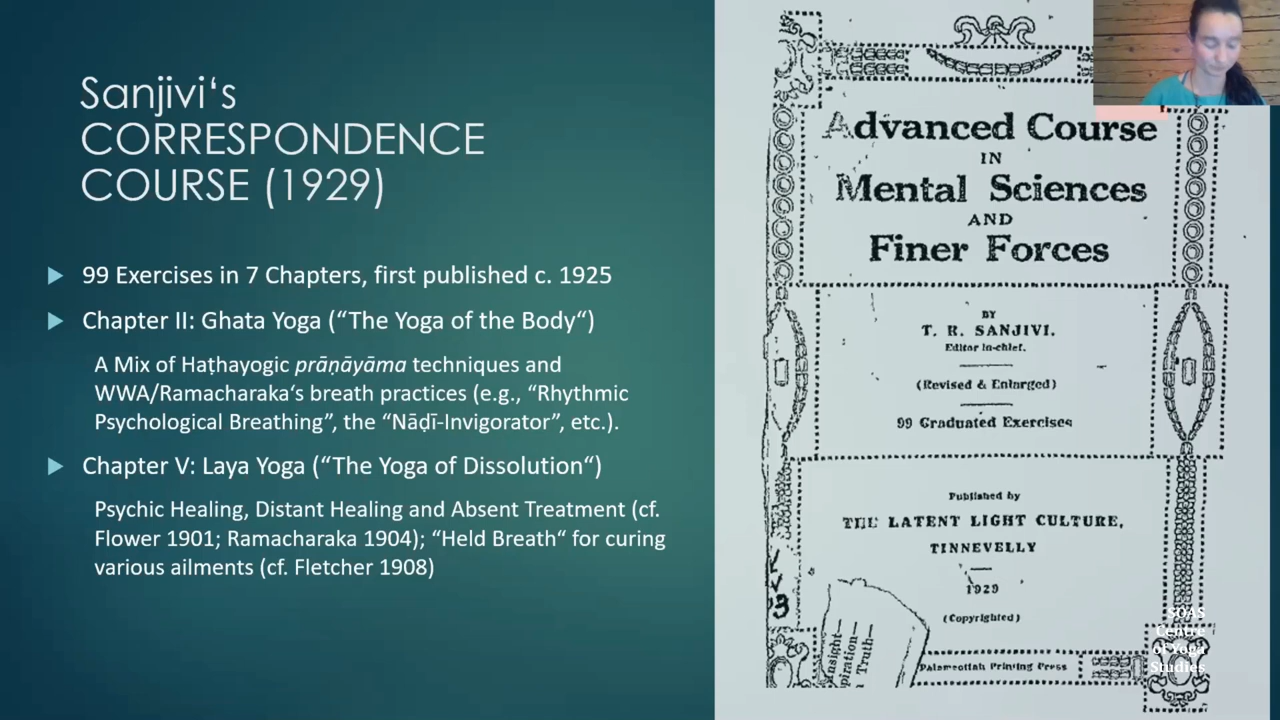 Sanjivi‘s
CORRESPONDENCE
COURSE (1929)
99 Exercises in 7 Chapters, first published c. 1925
Chapter II: Ghata Yoga (“The Yoga of the Body“)
A Mix of Haṭhayogic prāṇāyāma techniques and
WWA/Ramacharaka‘s breath practices (e.g., “Rhythmic
Psychological Breathing”, the “Nāḍī-Invigorator”, etc.).
Chapter V: Laya Yoga (“The Yoga of Dissolution“)
Psychic Healing, Distant Healing and Absent Treatment (cf.
Flower 1901; Ramacharaka 1904); “Held Breath“ for curing
various ailments (cf. Fletcher 1908)
Advanced Course
IN
Mental Sciences
AND
Finer Forces
BY
T. R. SANJIVI.
Editor in-chief.
(Revised & Enlarged)
99 Graduated Exercises
Published by
THE LATENT LIGHT CULTURE,
TINNEVELLY
1929
(Copyrighted)
3
Insight—
piration—
Truth—
Palamcottah Printing Press
SOAS
Centre
of Yoga
Studies